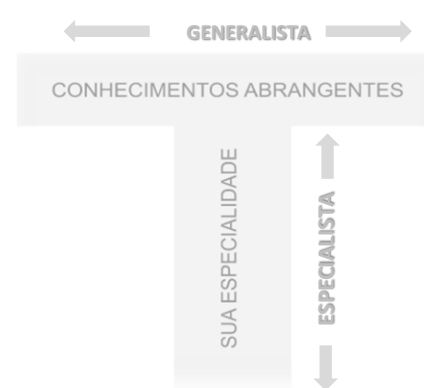 GENERALISTA
CONHECIMENTOS ABRANGENTES
SUA ESPECIALIDADE
ESPECIALISTA